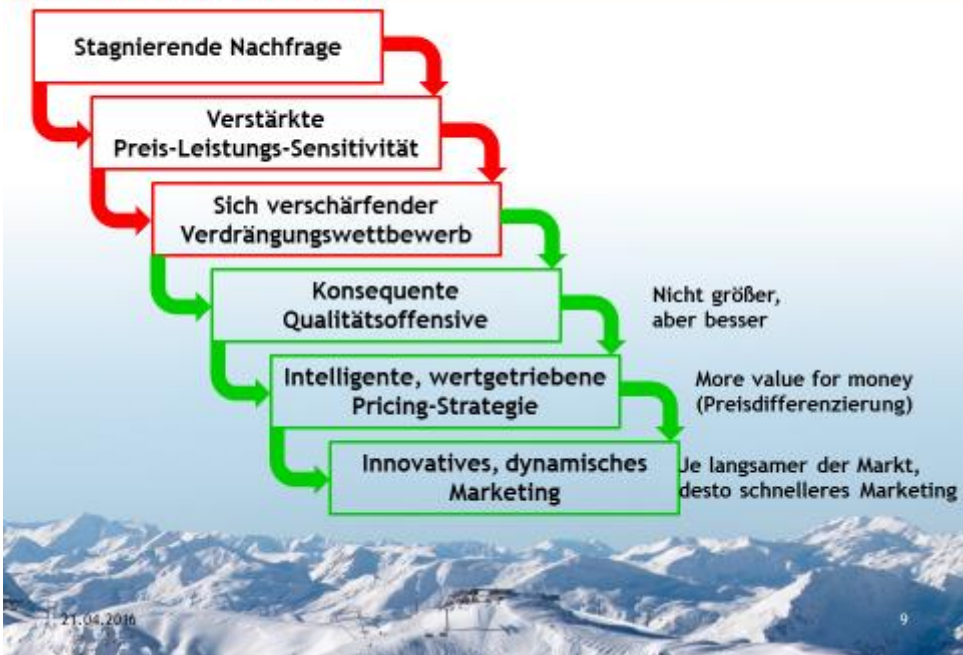 Stagnierende Nachfrage
Verstärkte
Preis-Leistungs-Sensitivität
Sich verschärfender
Verdrängungswettbewerb
Konsequente
Qualitätsoffensive
Nicht größer,
aber besser
Intelligente, wertgetriebene
Pricing-Strategie
More value for money
(Preisdifferenzierung)
Innovatives, dynamisches
Marketing
Je langsamer der Markt,
desto schnelleres Marketing
21.04.2016
9